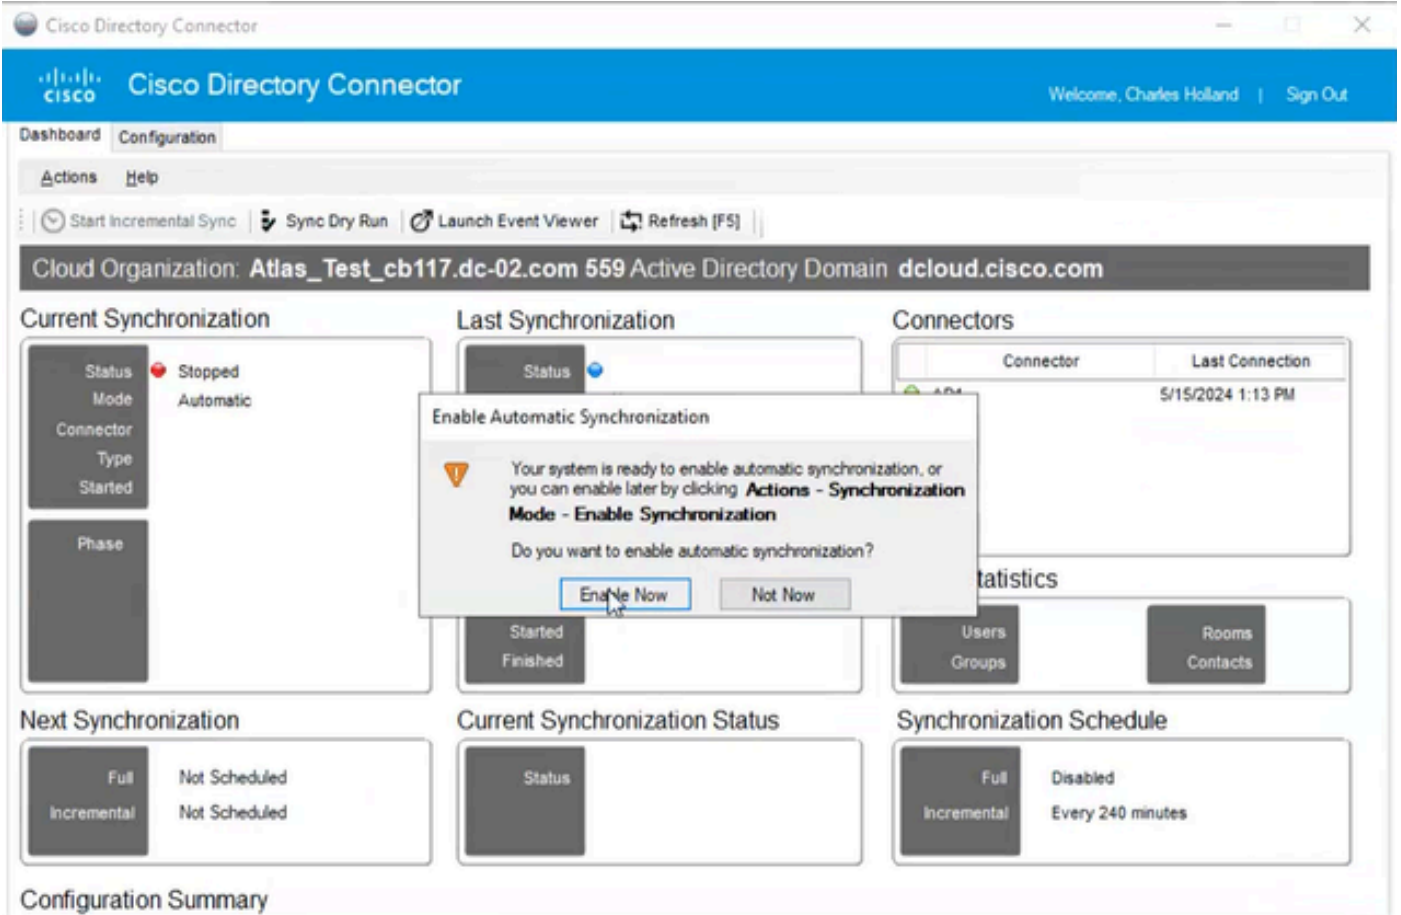 Cisco Directory Connector
CISCO Cisco Directory Connector
Welcome, Charles Holland | Sign Out
Dashboard Configuration
Actions Help
Start Incremental Sync Sync Dry Run Launch Event Viewer Refresh [F5]
Cloud Organization: Atlas_Test_cb117.dc-02.com 559 Active Directory Domain dcloud.cisco.com
Current Synchronization
Status Stopped
Mode Automatic
Connector
Type
Started
Phase
Last Synchronization
Status
Connectors
Connector Last Connection
5/15/2024 1:13 PM
Enable Automatic Synchronization
Your system is ready to enable automatic synchronization, or
you can enable later by clicking Actions - Synchronization
Mode - Enable Synchronization
Do you want to enable automatic synchronization?
Enable Now Not Now
Started
Finished
tatistics
Users Rooms
Groups Contacts
Next Synchronization
Full Not Scheduled
Incremental Not Scheduled
Current Synchronization Status
Status
Synchronization Schedule
Full Disabled
Incremental Every 240 minutes
Configuration Summary